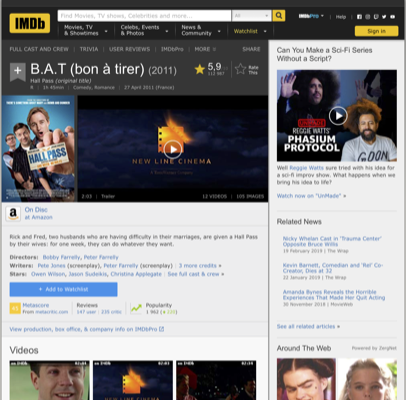 IMDb
Find Movies, TV shows, Celebrities and more...
All
IMDbPro
Help
Movies, TV & Showtimes
Celebs, Events & Photos
News & Community
Watchlist
FULL CAST AND CREW | TRIVIA | USER REVIEWS | IMDbPro | MORE
SHARE
B.A.T (bon à tirer) (2011)
Hall Pass (original title)
R | 1h 45min | Comedy, Romance | 27 April 2011 (France)
5,9
Rate This
HALL PASS
NEW LINE CINEMA
2:03 | Trailer
12 VIDEOS | 105 IMAGES
On Disc
at Amazon
Rick and Fred, two husbands who are having difficulty in their marriages, are given a Hall Pass
by their wives: for one week, they can do whatever they want.
Directors: Bobby Farrelly, Peter Farrelly
Writers: Pete Jones (screenplay), Peter Farrelly (screenplay) | 3 more credits »
Stars: Owen Wilson, Jason Sudeikis, Christina Applegate | See full cast & crew »
+ Add to Watchlist
Metascore
From metacritic.com
Reviews
147 user | 235 critic
Popularity
View production, box office, & company info on IMDbPro
Videos
Can You Make a Sci-Fi Series
Without a Script?
REGGIE WATTS'
PHASIUM
PROTOCOL
Well Reggie Watts sure tried with his idea for
a sci-fi improv show. What happens when we
bring his idea to life?
Watch now on "UnMade" »
Related News
Nicky Whelan Cast in 'Trauma Center'
Opposite Bruce Willis
19 February 2019 | The Wrap
Kevin Barnett, Comedian and 'Rel' Co-
Creator, Dies at 32
22 January 2019 | The Wrap
Amanda Bynes Reveals the Horrible
Experiences That Made Her Quit Acting
30 November 2018 | MovieWeb
See all related articles »
Around The Web
Powered by ZergNet